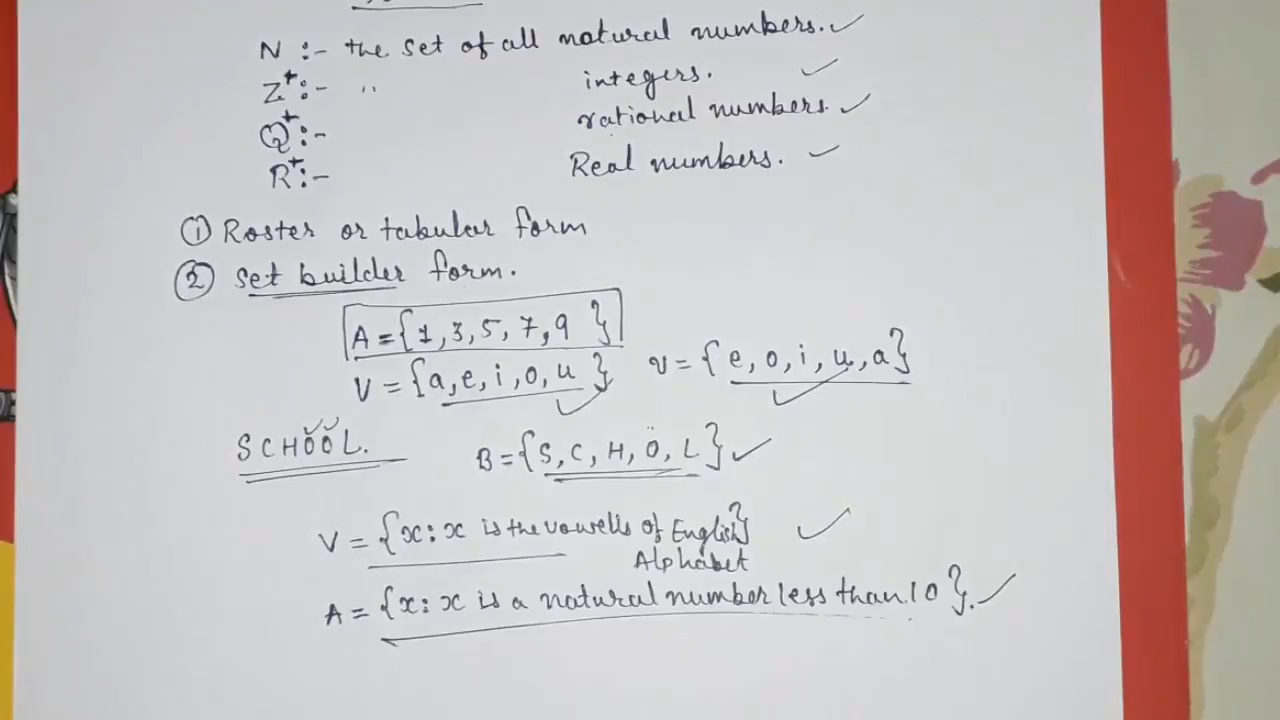 N :- the set of all natural numbers.
Z⁺:- " integers.
Q⁺:- rational numbers.
R⁺:- Real numbers.
① Roster or tabular form
② Set builder form.
A = {1, 3, 5, 7, 9 }
V = {a, e, i, o, u } V = {e, o, i, u, a}
SCHOOL. B = {S, C, H, O, L}
V = {x: x is the vowells of English}
Alphabet
A = {x: x is a natural number less than 10}.